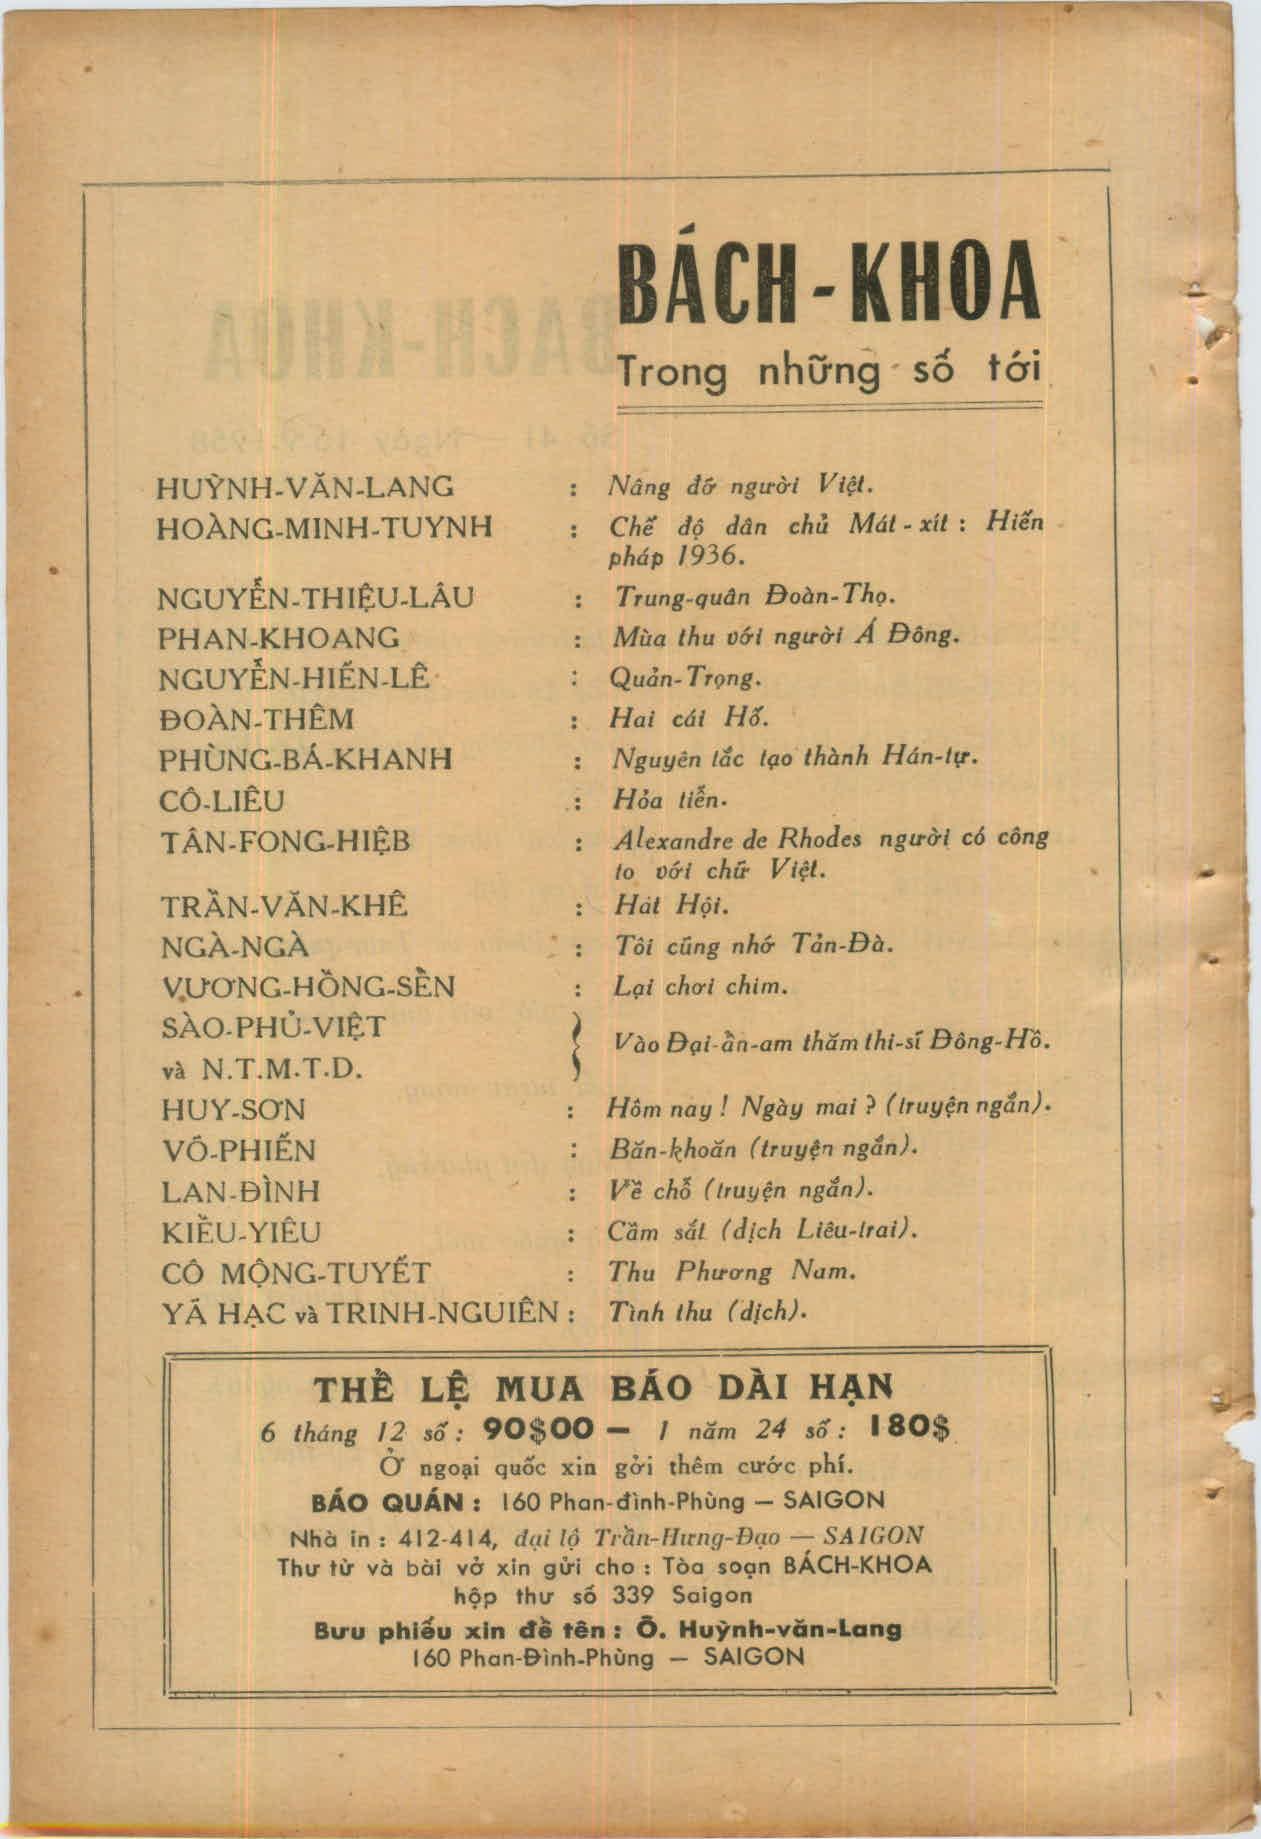 BÁCH-KHOA
Trong những số tới
HUỲNH-VĂN-LANG : Nâng đỡ người Việt.
HOÀNG-MINH-TUYNH : Chế độ dân chủ Mát-xít : Hiến
pháp 1936.
NGUYỄN-THIỆU-LÂU : Trung-quân Đoàn-Thọ.
PHAN-KHOANG : Mùa thu với người Á Đông.
NGUYỄN-HIẾN-LÊ : Quản-Trọng.
ĐOÀN-THÊM : Hai cái Hố.
PHÙNG-BÁ-KHANH : Nguyên tắc tạo thành Hán-tự.
CÔ-LIÊU : Hỏa tiễn.
TÂN-FONG-HIỆB : Alexandre de Rhodes người có công
to với chữ Việt.
TRẦN-VĂN-KHÊ : Hát Hội.
NGÀ-NGÀ : Tôi cũng nhớ Tản-Đà.
VƯƠNG-HỒNG-SỀN : Lại chơi chim.
SÀO-PHỦ-VIỆT
và N.T.M.T.D. } Vào Đại-ẩn-am thăm thi-sĩ Đông-Hồ.
HUY-SƠN : Hôm nay ! Ngày mai ? (truyện ngắn).
VÕ-PHIẾN : Băn-khoăn (truyện ngắn).
LAN-ĐÌNH : Về chỗ (truyện ngắn).
KIỀU-YIÊU : Cầm sắt (dịch Liêu-trai).
CÔ MỘNG-TUYẾT : Thu Phương Nam.
YÃ HẠC và TRINH-NGUIÊN : Tình thu (dịch).
THỂ LỆ MUA BÁO DÀI HẠN
6 tháng 12 số : 90$00 — 1 năm 24 số : 180$
Ở ngoại quốc xin gởi thêm cước phí.
BÁO QUÁN : 160 Phan-đình-Phùng — SAIGON
Nhà in : 412-414, đại lộ Trần-Hưng-Đạo — SAIGON
Thư từ và bài vở xin gửi cho : Tòa soạn BÁCH-KHOA
hộp thư số 339 Saigon
Bưu phiếu xin đề tên : Ô. Huỳnh-văn-Lang
160 Phan-Đình-Phùng — SAIGON